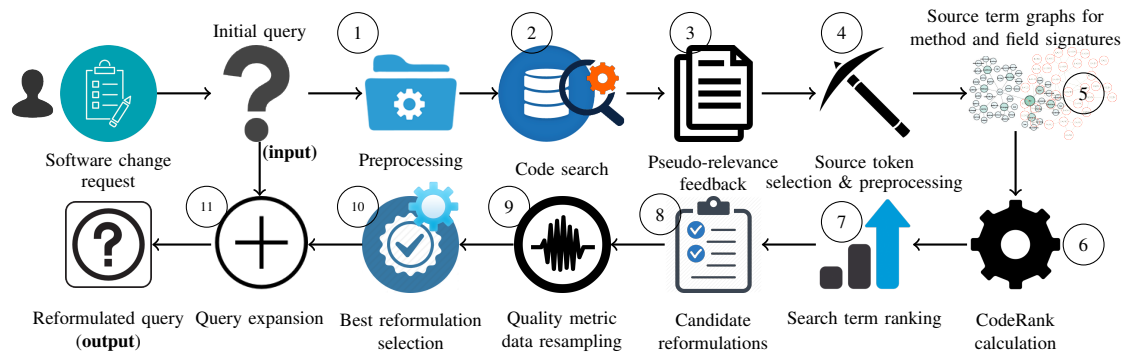 Initial query
1
2
3
4
Source term graphs for
method and field signatures
5
(input)
Software change
request
Preprocessing
Code search
Pseudo-relevance
feedback
Source token
selection & preprocessing
11
10
9
8
7
6
Reformulated query
(output)
Query expansion
Best reformulation
selection
Quality metric
data resampling
Candidate
reformulations
Search term ranking
CodeRank
calculation